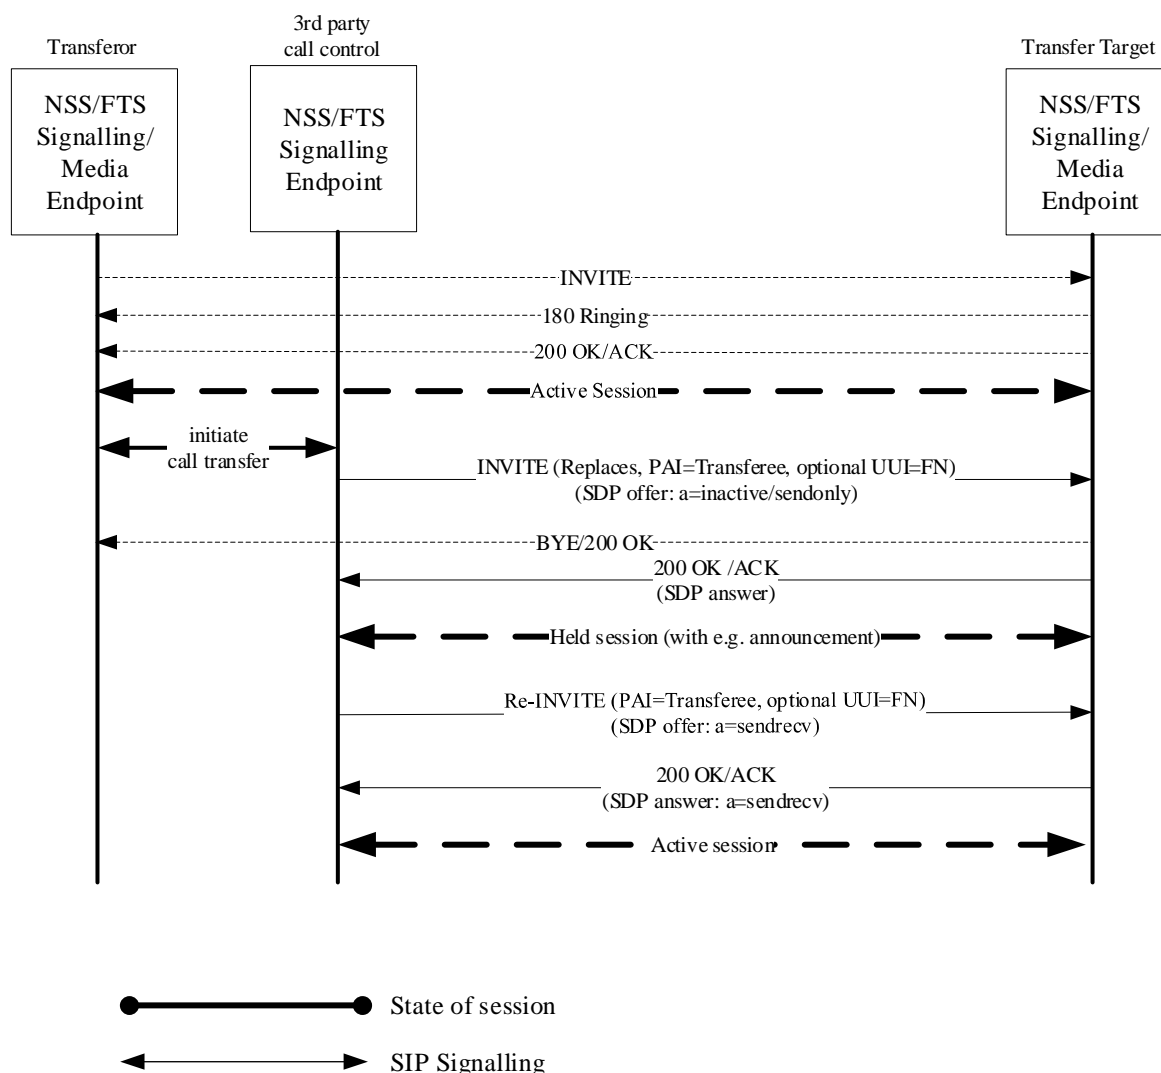 Transferor
3rd party
call control
Transfer Target
NSS/FTS
Signalling/
Media
Endpoint
NSS/FTS
Signalling
Endpoint
NSS/FTS
Signalling/
Media
Endpoint
INVITE
180 Ringing
200 OK/ACK
Active Session
initiate
call transfer
INVITE (Replaces, PAI=Transferee, optional UUI=FN)
(SDP offer: a=inactive/sendonly)
BYE/200 OK
200 OK /ACK
(SDP answer)
Held session (with e.g. announcement)
Re-INVITE (PAI=Transferee, optional UUI=FN)
(SDP offer: a=sendrecv)
200 OK/ACK
(SDP answer: a=sendrecv)
Active session
State of session
SIP Signalling